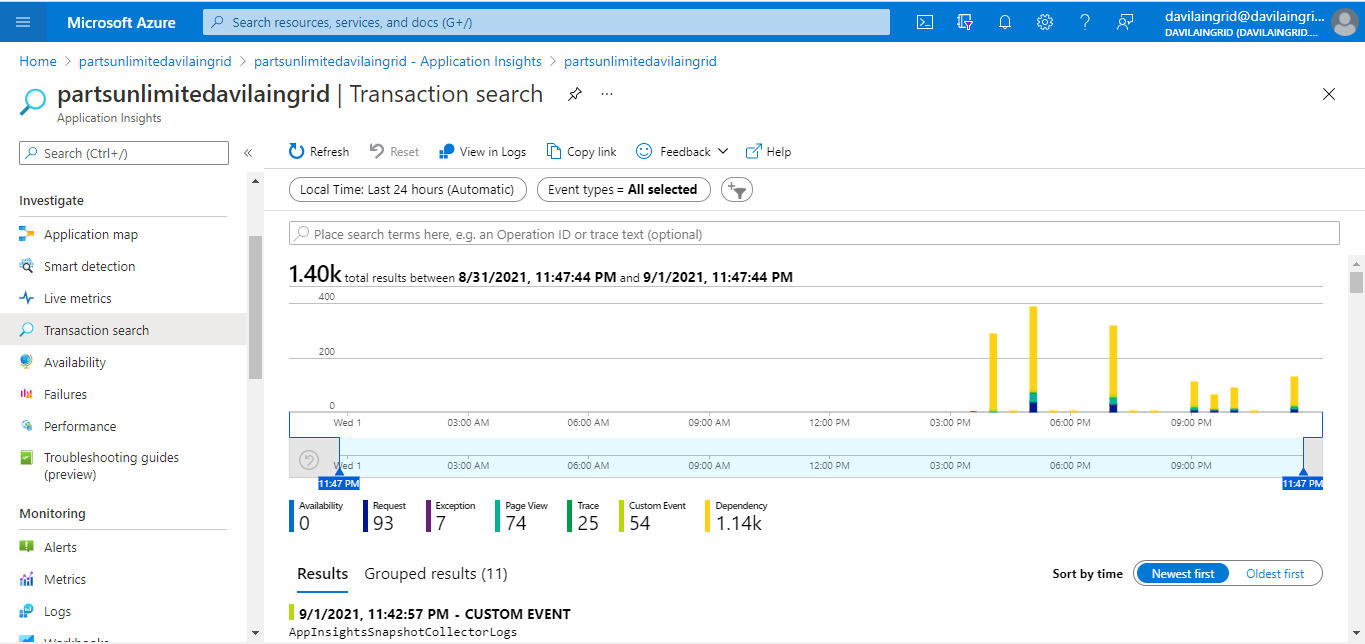 Microsoft Azure
Search resources, services, and docs (G+/)
davilaingrid@davilaingri...
DAVILAINGRID (DAVILAINGRID....
Home > partsunlimitedavilaingrid > partsunlimitedavilaingrid - Application Insights > partsunlimitedavilaingrid
partsunlimitedavilaingrid | Transaction search
Application Insights
Search (Ctrl+/)
Investigate
Application map
Smart detection
Live metrics
Transaction search
Availability
Failures
Performance
Troubleshooting guides
(preview)
Monitoring
Alerts
Metrics
Logs
Workbooks
Refresh Reset View in Logs Copy link Feedback Help
Local Time: Last 24 hours (Automatic) Event types = All selected
Place search terms here, e.g. an Operation ID or trace text (optional)
1.40k total results between 8/31/2021, 11:47:44 PM and 9/1/2021, 11:47:44 PM
400
200
0
Wed 1 03:00 AM 06:00 AM 09:00 AM 12:00 PM 03:00 PM 06:00 PM 09:00 PM
Wed 1 03:00 AM 06:00 AM 09:00 AM 12:00 PM 03:00 PM 06:00 PM 09:00 PM
11:47 PM 11:47 PM
Availability Request Exception Page View Trace Custom Event Dependency
0 93 7 74 25 54 1.14k
Results Grouped results (11) Sort by time Newest first Oldest first
9/1/2021, 11:42:57 PM - CUSTOM EVENT
AppInsightsSnapshotCollectorLogs